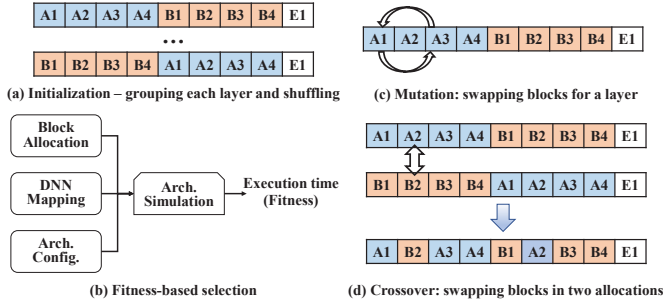 A1 A2 A3 A4 B1 B2 B3 B4 E1
...
B1 B2 B3 B4 A1 A2 A3 A4 E1
(a) Initialization – grouping each layer and shuffling
Block
Allocation
DNN
Mapping
Arch.
Config.
Arch.
Simulation
Execution time
(Fitness)
(b) Fitness-based selection
A1 A2 A3 A4 B1 B2 B3 B4 E1
(c) Mutation: swapping blocks for a layer
A1 A2 A3 A4 B1 B2 B3 B4 E1
B1 B2 B3 B4 A1 A2 A3 A4 E1
A1 B2 A3 A4 B1 A2 B3 B4 E1
(d) Crossover: swapping blocks in two allocations